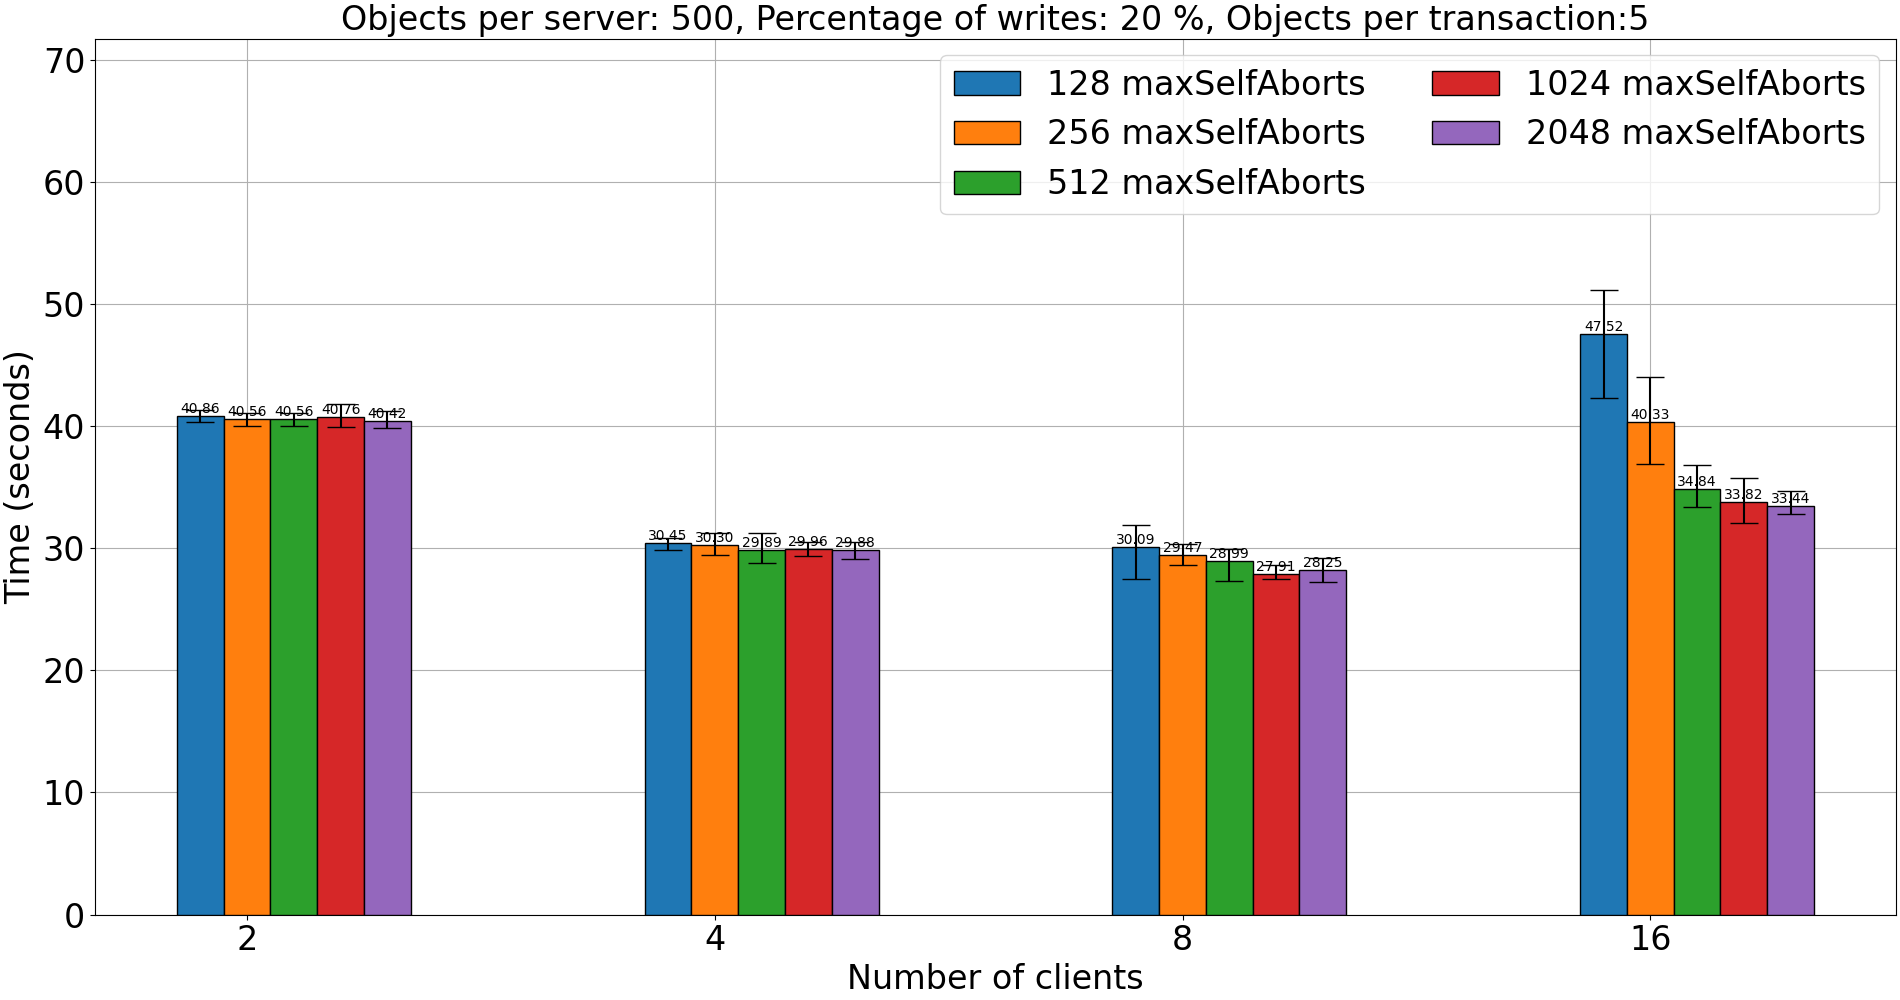 Objects per server: 500, Percentage of writes: 20 %, Objects per transaction:5
128 maxSelfAborts
256 maxSelfAborts
512 maxSelfAborts
1024 maxSelfAborts
2048 maxSelfAborts
Time (seconds)
70
60
50
40
30
20
10
0
40.86 40.56 40.56 40.76 40.42
30.45 30.30 29.89 29.96 29.88
30.09 29.47 28.99 27.91 28.25
47.52 40.33 34.84 33.82 33.44
2 4 8 16
Number of clients